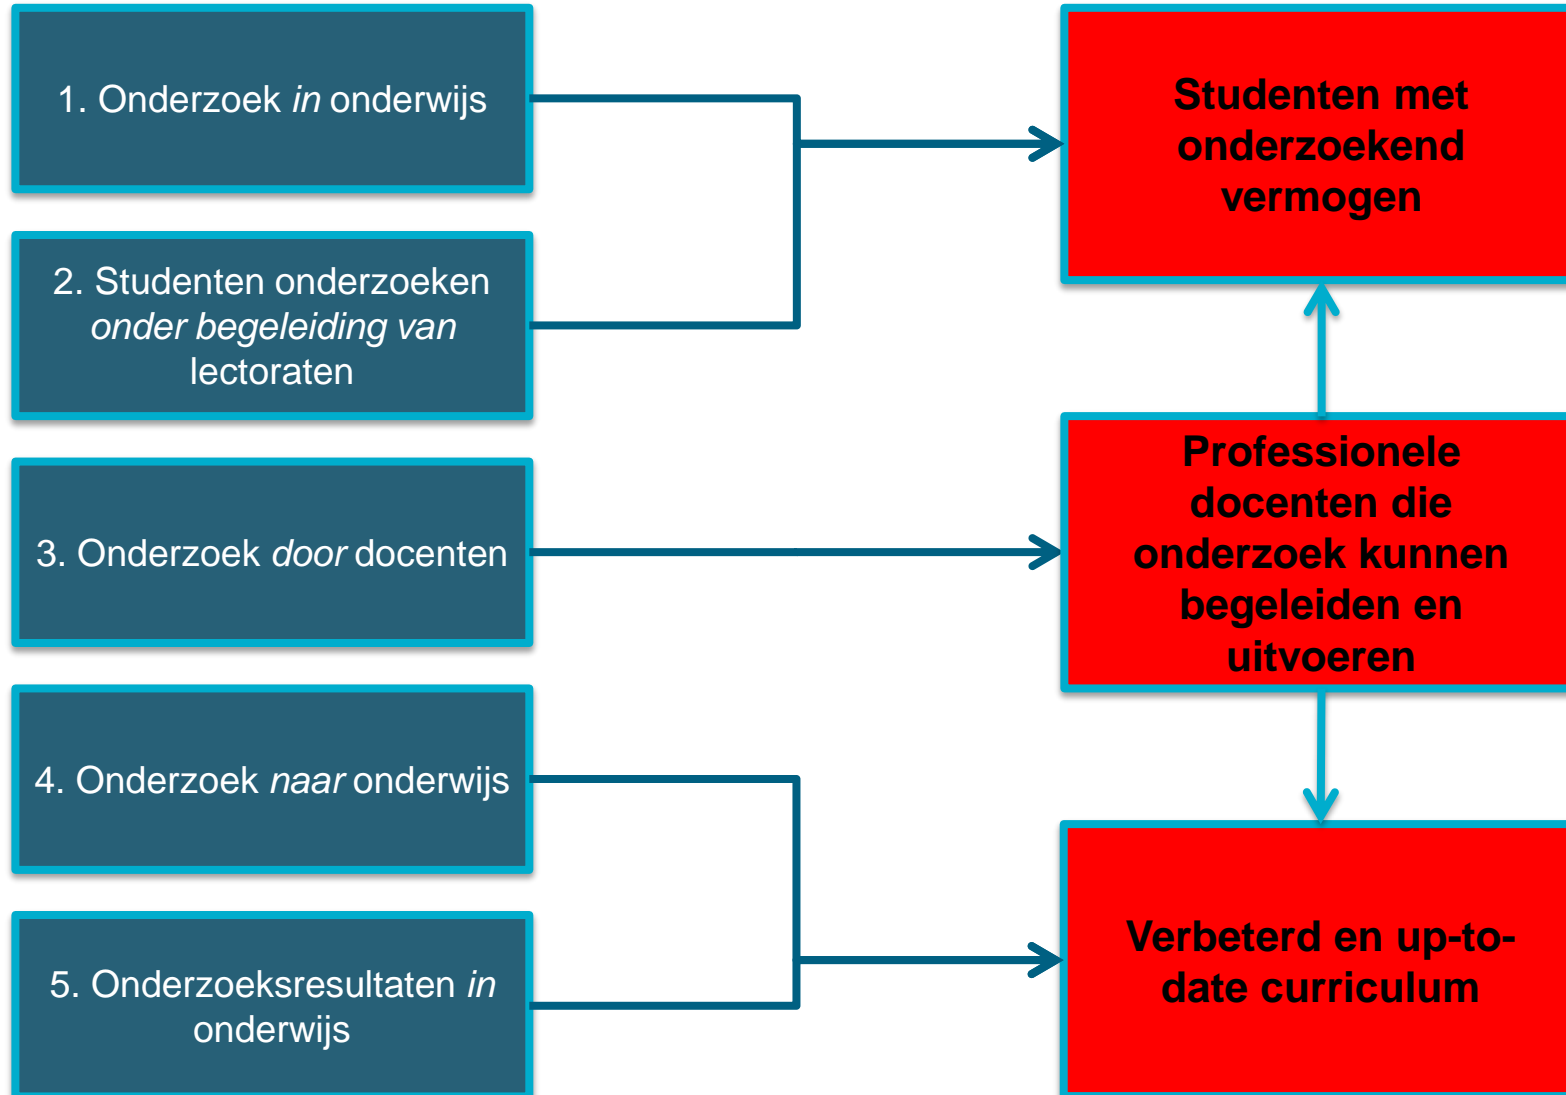 1. Onderzoek in onderwijs
2. Studenten onderzoeken
onder begeleiding van
lectoraten
3. Onderzoek door docenten
4. Onderzoek naar onderwijs
5. Onderzoeksresultaten in
onderwijs
Studenten met
onderzoekend
vermogen
Professionele
docenten die
onderzoek kunnen
begeleiden en
uitvoeren
Verbeterd en up-to-
date curriculum